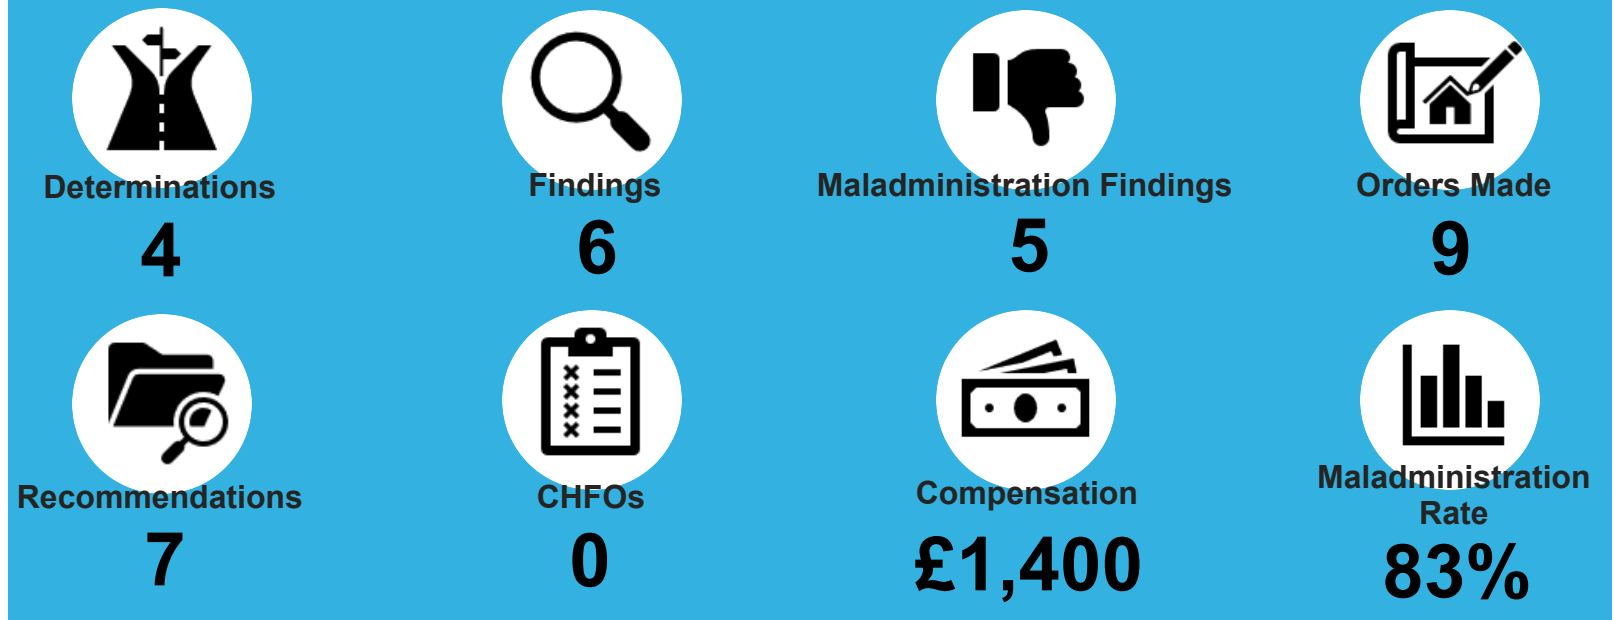 Determinations
4
Findings
6
Maladministration Findings
5
Orders Made
9
Recommendations
7
CHFOs
0
Compensation
£1,400
Maladministration
Rate
83%